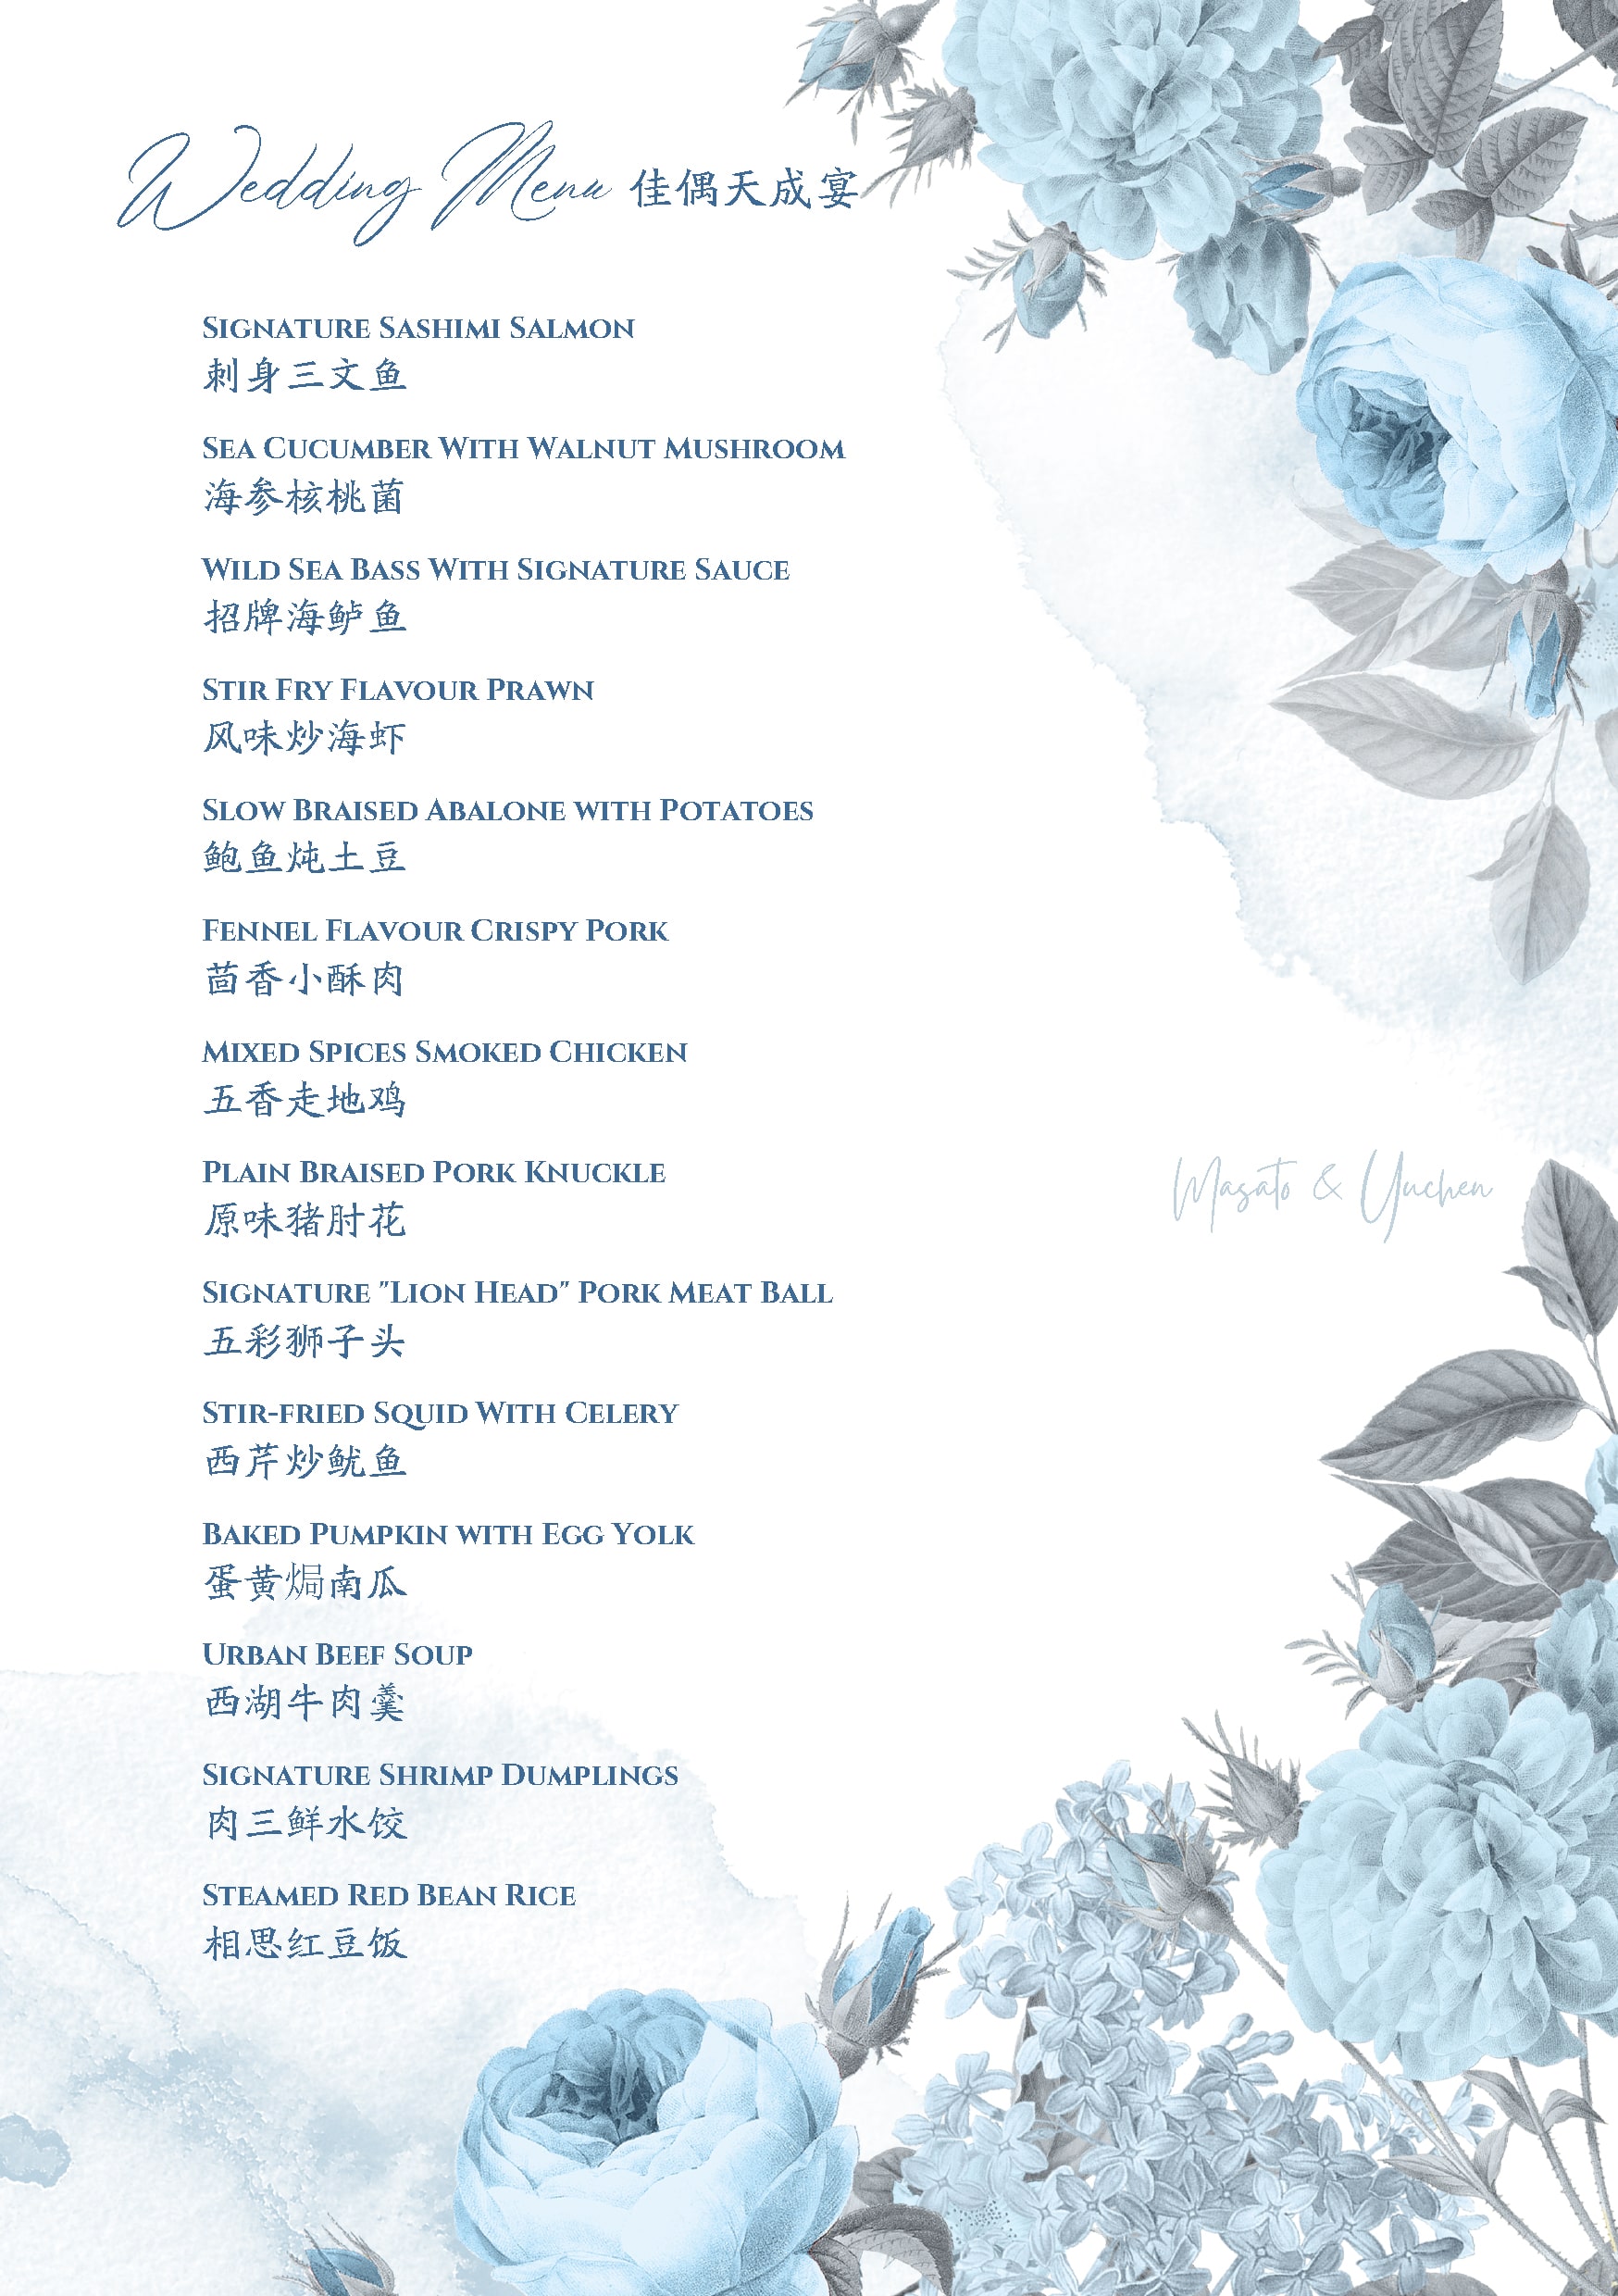 Wedding Menu 佳偶天成宴
Signature Sashimi Salmon
刺身三文鱼
Sea Cucumber With Walnut Mushroom
海参核桃菌
Wild Sea Bass With Signature Sauce
招牌海鲈鱼
Stir Fry Flavour Prawn
风味炒海虾
Slow Braised Abalone with Potatoes
鲍鱼炖土豆
Fennel Flavour Crispy Pork
茴香小酥肉
Mixed Spices Smoked Chicken
五香走地鸡
Plain Braised Pork Knuckle
原味猪肘花
Signature "Lion Head" Pork Meat Ball
五彩狮子头
Stir-fried Squid With Celery
西芹炒鱿鱼
Baked Pumpkin with Egg Yolk
蛋黄焗南瓜
Urban Beef Soup
西湖牛肉羹
Signature Shrimp Dumplings
肉三鲜水饺
Steamed Red Bean Rice
相思红豆饭
Masato & Yuchen